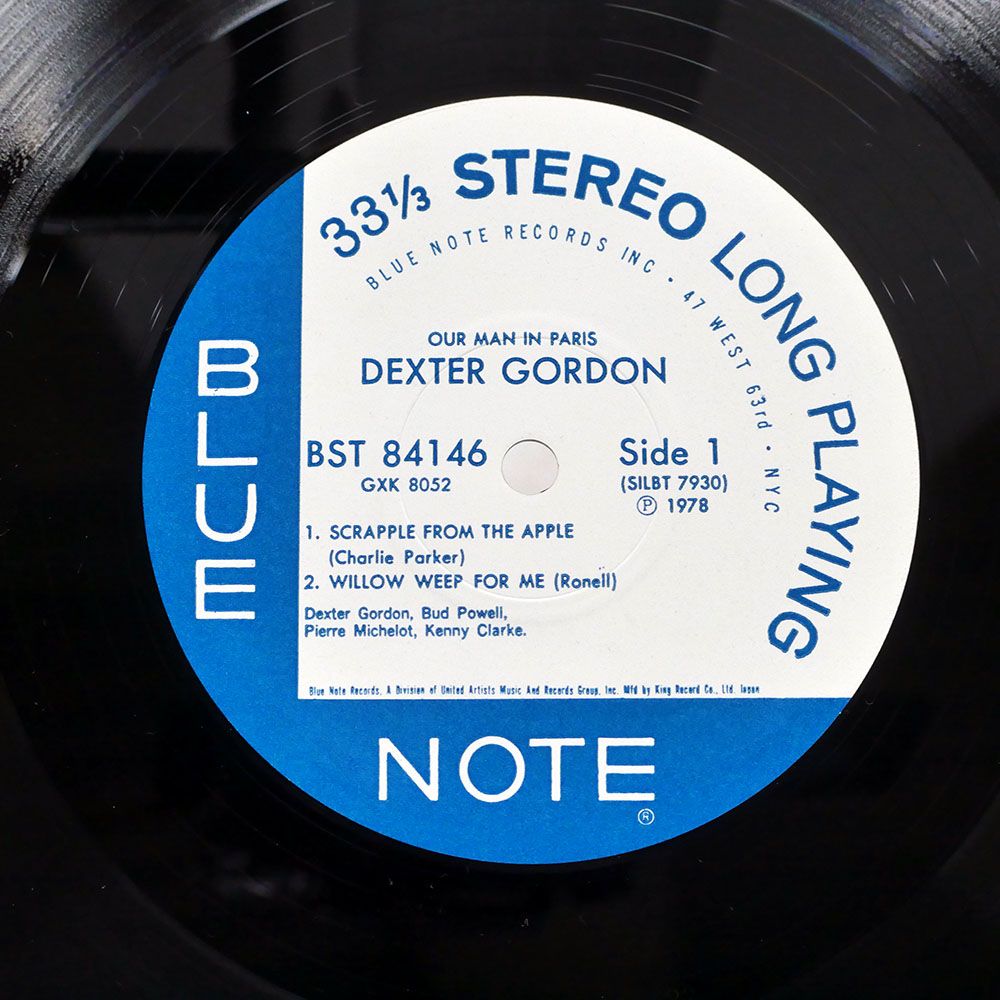 33⅓ STEREO LONG PLAYING
BLUE NOTE RECORDS INC • 47 WEST 63rd • NYC
OUR MAN IN PARIS
DEXTER GORDON
BST 84146
GXK 8052
Side 1
(SILBT 7930)
Ⓟ 1978
1. SCRAPPLE FROM THE APPLE
(Charlie Parker)
2. WILLOW WEEP FOR ME (Ronell)
Dexter Gordon, Bud Powell,
Pierre Michelot, Kenny Clarke.
Blue Note Records. A Division of United Artists Music And Records Group, Inc. Mfd by King Record Co., Ltd. Japan
BLUE
NOTE
®